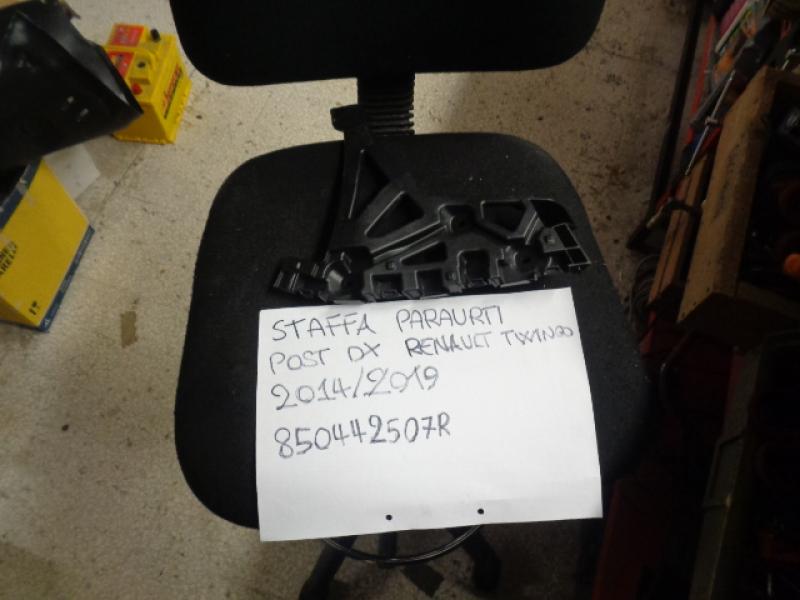 STAFFA PARAURTI
POST DX RENAULT TWINGO
2014/2019
850442507R